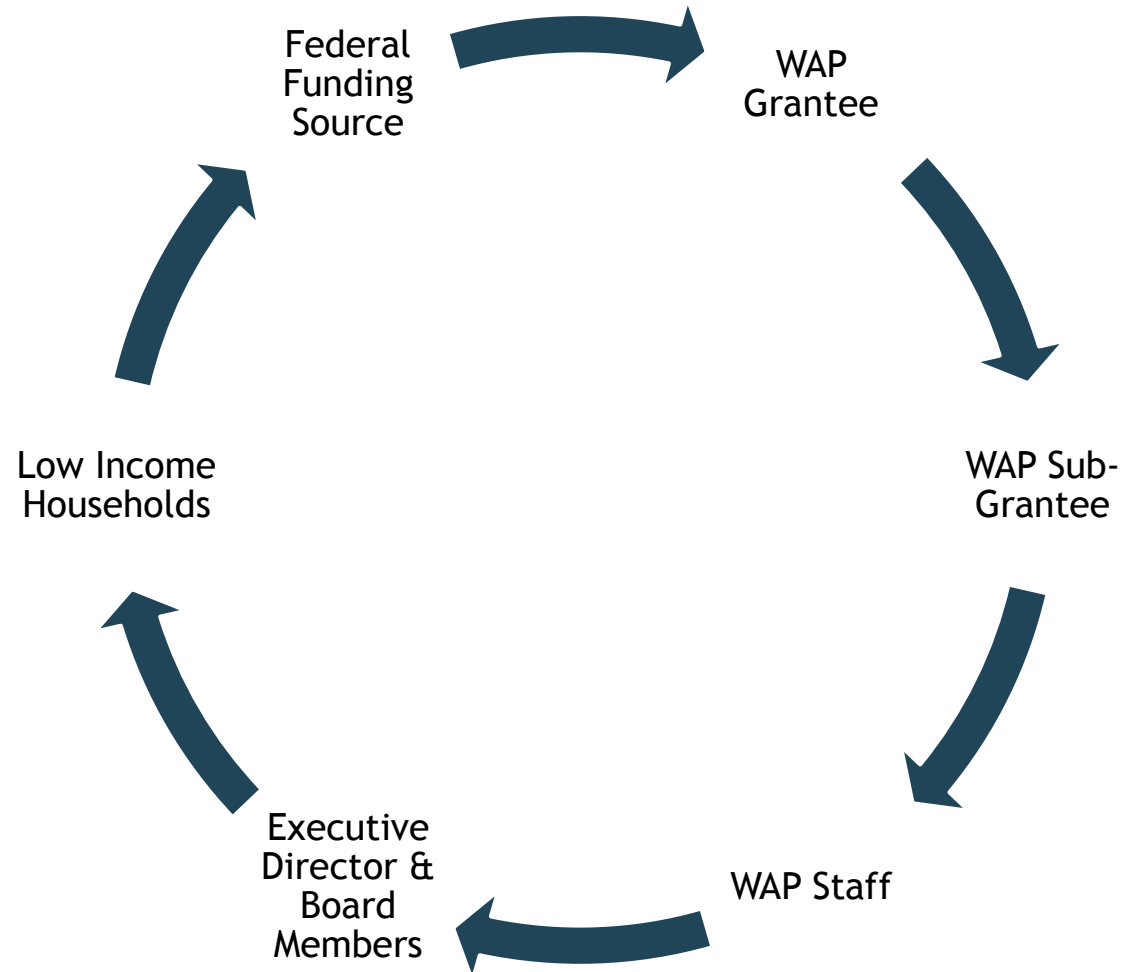 Federal
Funding
Source
WAP
Grantee
WAP Sub-
Grantee
WAP Staff
Executive
Director &
Board
Members
Low Income
Households